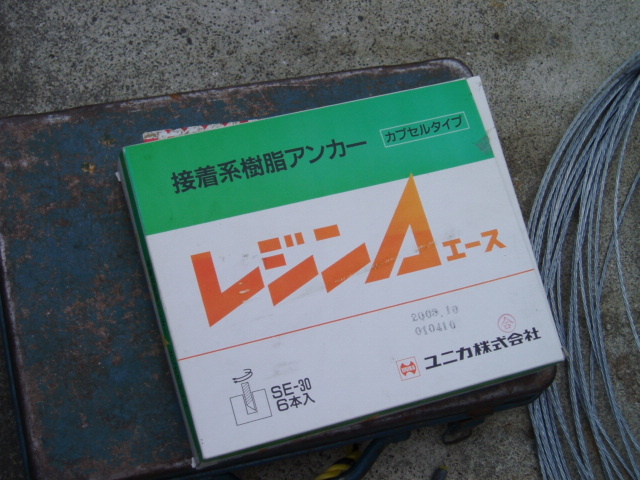 接着系樹脂アンカー カプセルタイプ
レジンA エース
2009.10
010410
合
ユニカ株式会社
SE-30
6本入